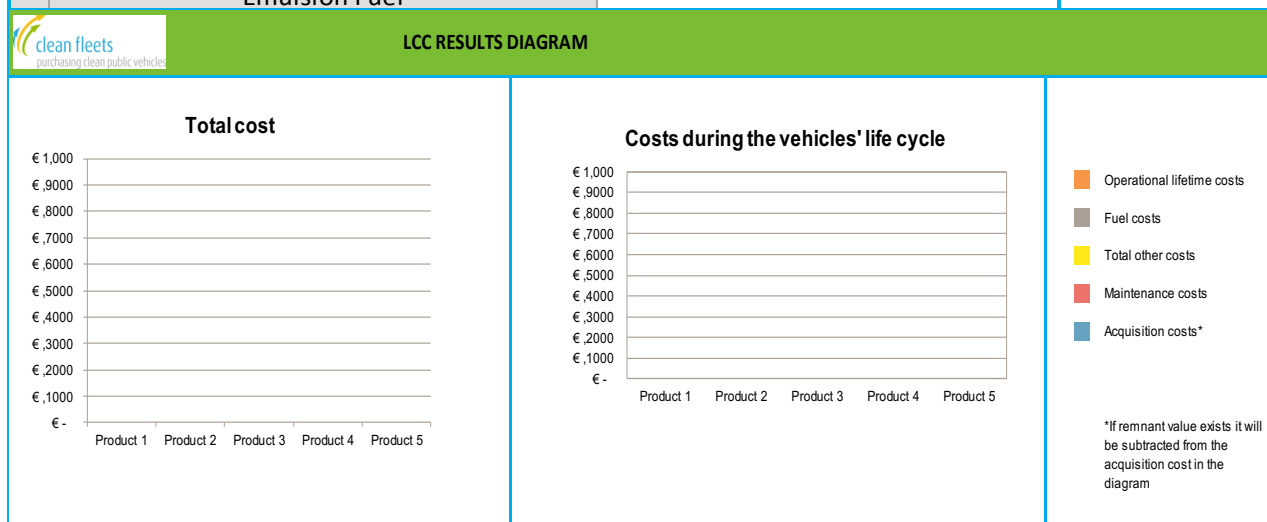 Emulsion Fuel
clean fleets
purchasing clean public vehicles
LCC RESULTS DIAGRAM
Total cost
€ 1,000
€ ,9000
€ ,8000
€ ,7000
€ ,6000
€ ,5000
€ ,4000
€ ,3000
€ ,2000
€ ,1000
€ -
Product 1 Product 2 Product 3 Product 4 Product 5
Costs during the vehicles' life cycle
€ 1,000
€ ,9000
€ ,8000
€ ,7000
€ ,6000
€ ,5000
€ ,4000
€ ,3000
€ ,2000
€ ,1000
€ -
Product 1 Product 2 Product 3 Product 4 Product 5
Operational lifetime costs
Fuel costs
Total other costs
Maintenance costs
Acquisition costs*
*If remnant value exists it will
be subtracted from the
acquisition cost in the
diagram